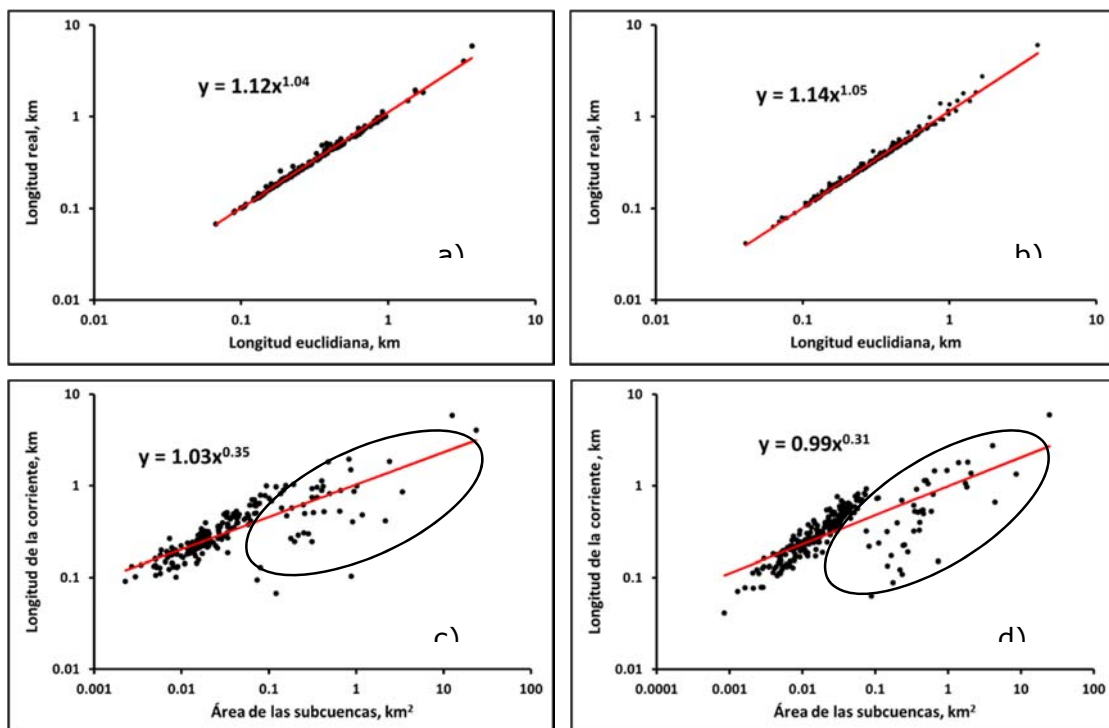 10
1
0.1
0.01
Longitud real, km
y = 1.12x^1.04
a)
0.01 0.1 1 10
Longitud euclidiana, km
10
1
0.1
0.01
Longitud real, km
y = 1.14x^1.05
b)
0.01 0.1 1 10
Longitud euclidiana, km
10
1
0.1
0.01
Longitud de la corriente, km
y = 1.03x^0.35
c)
0.001 0.01 0.1 1 10 100
Área de las subcuencas, km²
10
1
0.1
0.01
Longitud de la corriente, km
y = 0.99x^0.31
d)
0.0001 0.001 0.01 0.1 1 10 100
Área de las subcuencas, km²